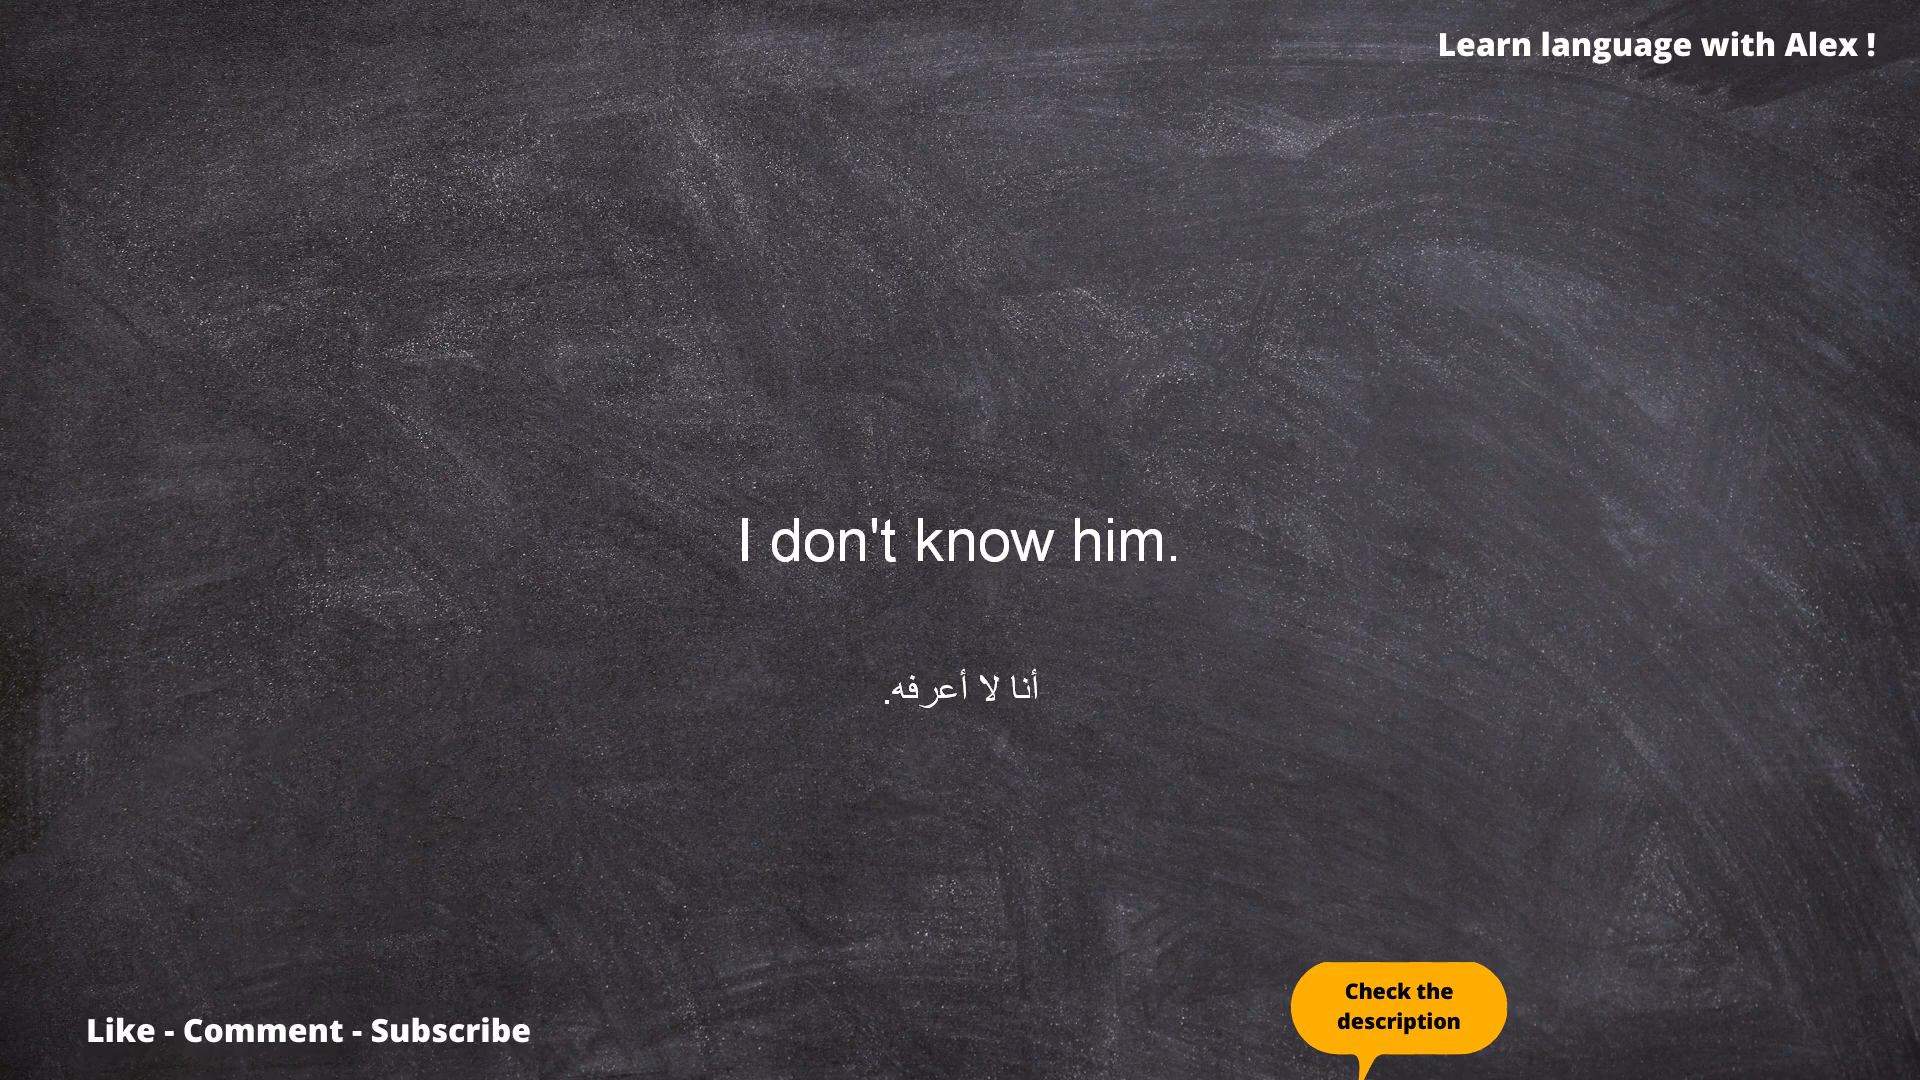 Learn language with Alex !
I don't know him.
أنا لا أعرفه.
Check the
description
Like - Comment - Subscribe